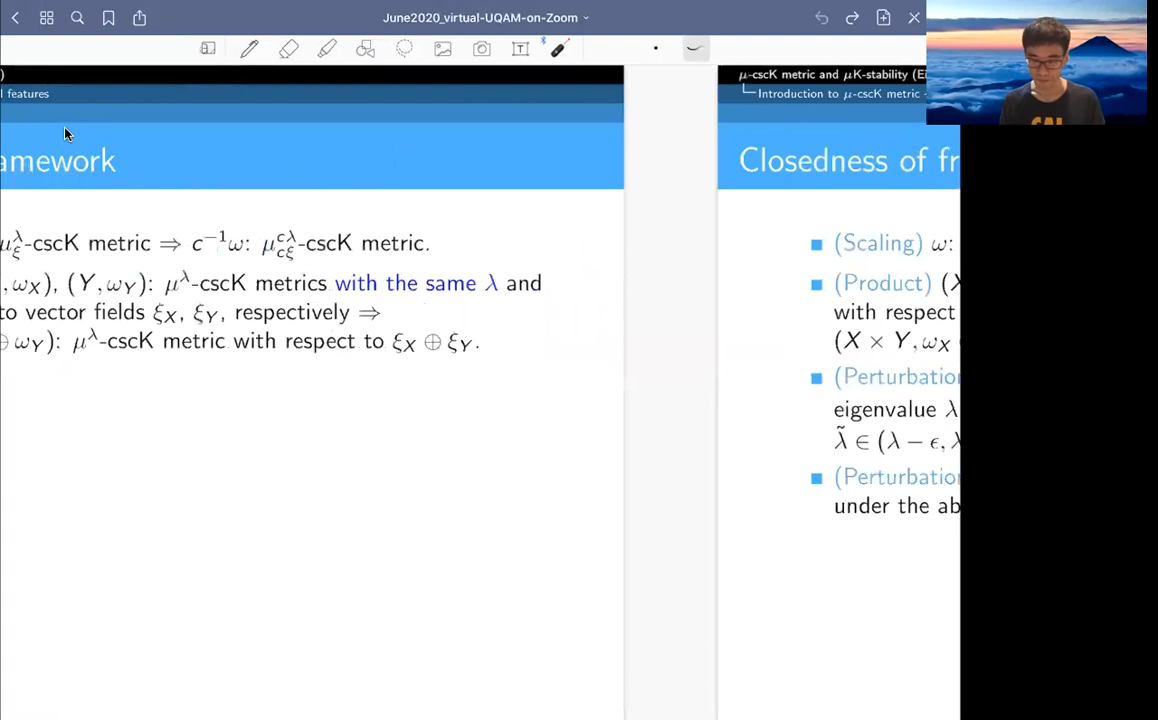 June2020_virtual-UQAM-on-Zoom
)
l features
amework
μ^λ_ξ-cscK metric ⇒ c^{-1}ω: μ^{cλ}_{cξ}-cscK metric.
, ω_X), (Y, ω_Y): μ^λ-cscK metrics with the same λ and
to vector fields ξ_X, ξ_Y, respectively ⇒
ω_Y): μ^λ-cscK metric with respect to ξ_X ⊕ ξ_Y.
μ-cscK metric and μK-stability (Ei
Introduction to μ-cscK metric
Closedness of fr
(Scaling) ω:
(Product) (X
with respect
(X × Y, ω_X
(Perturbation
eigenvalue λ
λ̃ ∈ (λ − ϵ, λ
(Perturbation
under the ab
CAL